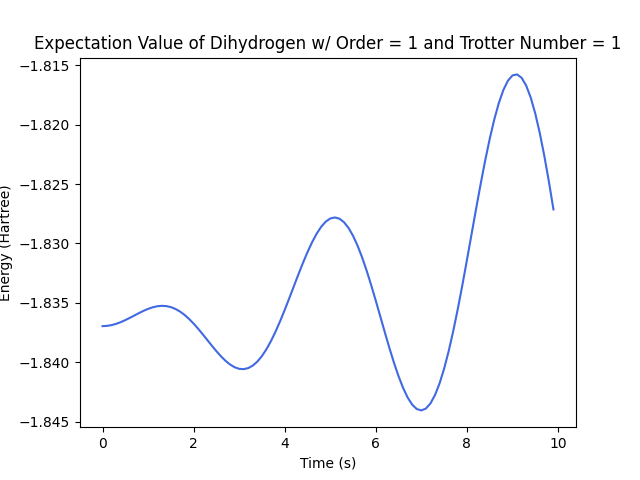 Expectation Value of Dihydrogen w/ Order = 1 and Trotter Number = 1
−1.815
−1.820
−1.825
−1.830
−1.835
−1.840
−1.845
Energy (Hartree)
0 2 4 6 8 10
Time (s)